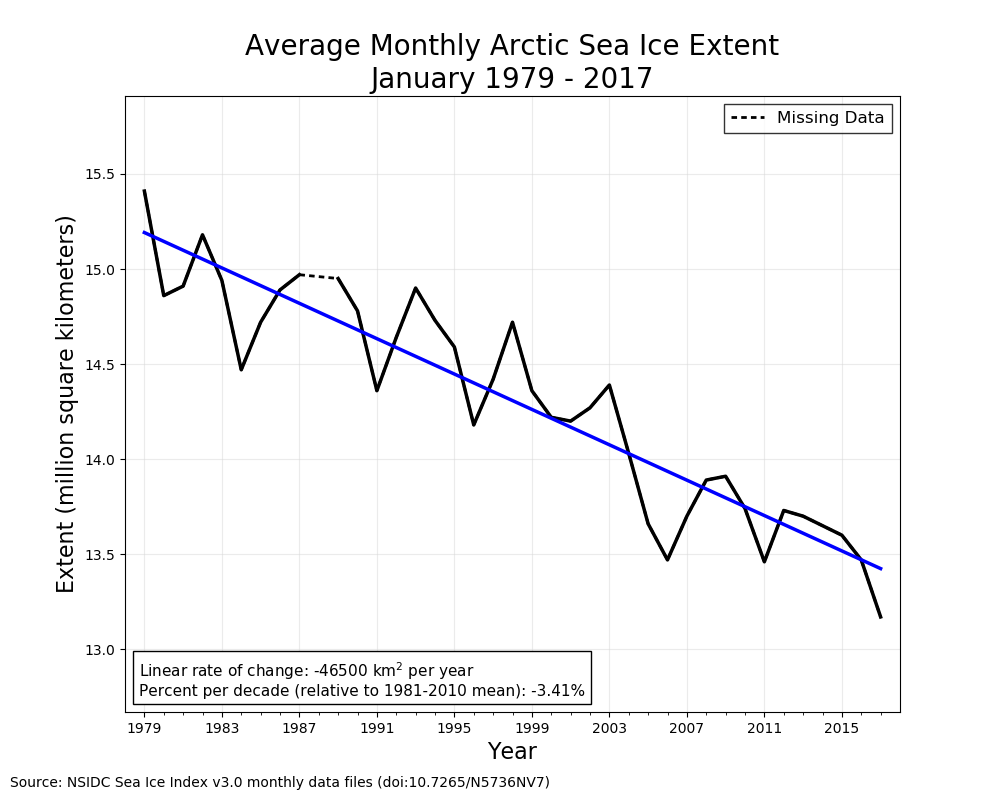 Average Monthly Arctic Sea Ice Extent
January 1979 - 2017
Missing Data
Extent (million square kilometers)
15.5
15.0
14.5
14.0
13.5
13.0
Linear rate of change: -46500 km² per year
Percent per decade (relative to 1981-2010 mean): -3.41%
1979 1983 1987 1991 1995 1999 2003 2007 2011 2015
Year
Source: NSIDC Sea Ice Index v3.0 monthly data files (doi:10.7265/N5736NV7)